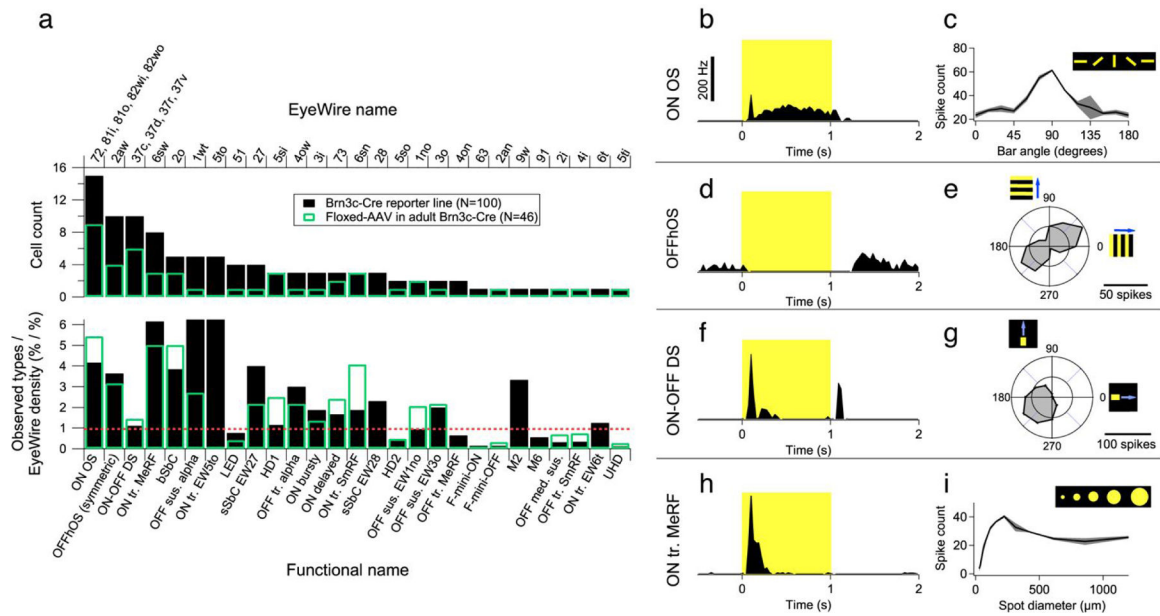 a
EyeWire name
72, 81i, 81o, 82wi, 82wo
2aw
37c, 37d, 37r, 37v
6sw
2o
1wt
5to
51
27
5si
4ow
3i
73
6sn
28
5so
1no
3o
4on
63
2an
9w
91
2i
4i
6t
5ti
Cell count
16
12
8
4
0
Brn3c-Cre reporter line (N=100)
Floxed-AAV in adult Brn3c-Cre (N=46)
Observed types /
EyeWire density (% / %)
6
5
4
3
2
1
0
ON OS
OFFhOS (symmetric)
ON-OFF DS
ON tr. MeRF
bSbC
OFF sus. alpha
ON tr. EW5to
LED
sSbC EW27
HD1
OFF tr. alpha
ON bursty
ON delayed
ON tr. SmRF
sSbC EW28
HD2
OFF sus. EW1no
OFF sus. EW3o
OFF tr. MeRF
F-mini-ON
F-mini-OFF
M2
M6
OFF med. sus.
OFF tr. SmRF
ON tr. EW6t
UHD
Functional name
b
ON OS
200 Hz
0 1 2
Time (s)
c
Spike count
80
60
40
20
0 45 90 135 180
Bar angle (degrees)
d
OFFhOS
0 1 2
Time (s)
e
90
180
0
270
50 spikes
f
ON-OFF DS
0 1 2
Time (s)
g
90
180
0
270
100 spikes
h
ON tr. MeRF
0 1 2
Time (s)
i
Spike count
40
20
0
0 500 1000
Spot diameter (µm)